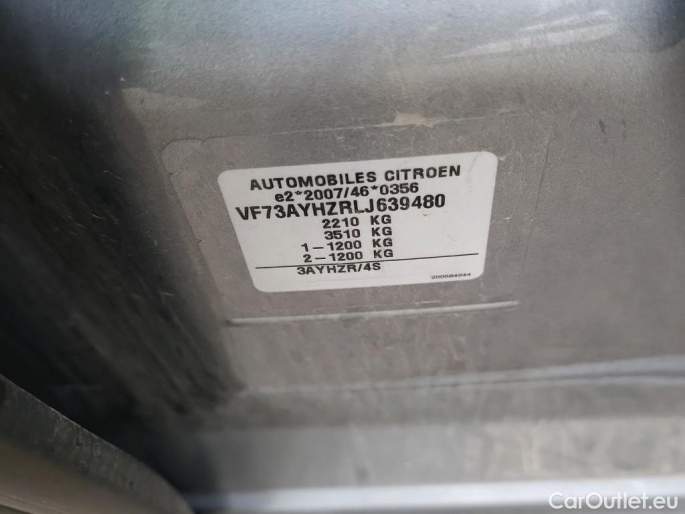 AUTOMOBILES CITROEN
e2*2007/46*0356
VF73AYHZRLJ639480
2210 KG
3510 KG
1-1200 KG
2-1200 KG
3AYHZR/4S
CarOutlet.eu